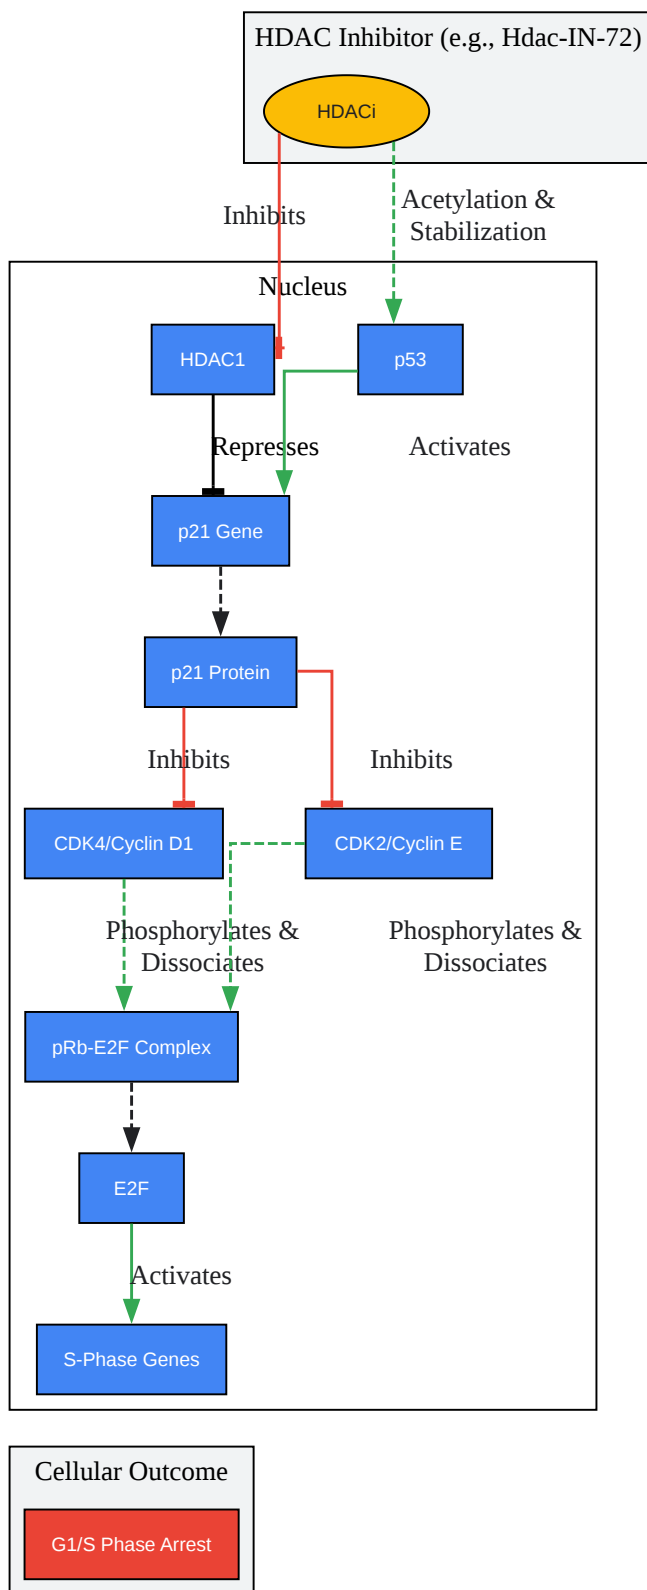 HDAC Inhibitor (e.g., Hdac-IN-72)
HDACi
Inhibits
Acetylation &
Stabilization
Nucleus
HDAC1
p53
Represses
Activates
p21 Gene
p21 Protein
Inhibits
Inhibits
CDK4/Cyclin D1
CDK2/Cyclin E
Phosphorylates &
Dissociates
Phosphorylates &
Dissociates
pRb-E2F Complex
E2F
Activates
S-Phase Genes
Cellular Outcome
G1/S Phase Arrest